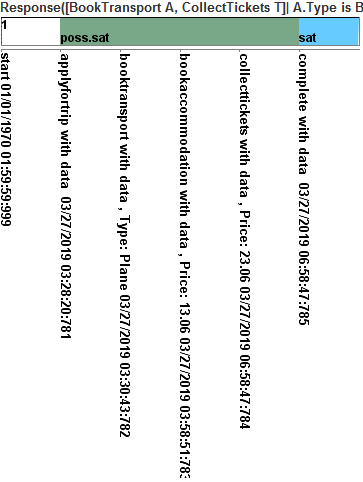 Response([BookTransport A, CollectTickets T]| A.Type is B
1
poss.sat
sat
start 01/01/1970 01:59:59:999
applyfortrip with data 03/27/2019 03:28:20:781
booktransport with data , Type: Plane 03/27/2019 03:30:43:782
bookaccommodation with data , Price: 13.06 03/27/2019 03:58:51:783
collecttickets with data , Price: 23.06 03/27/2019 06:58:47:784
complete with data 03/27/2019 06:58:47:785